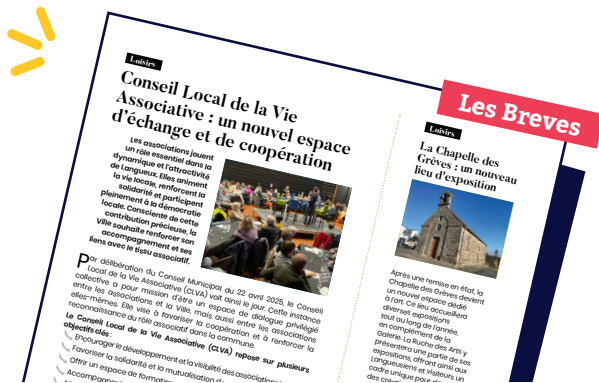 Les Breves
Loisirs
Conseil Local de la Vie
Associative : un nouvel espace
d'échange et de coopération
Les associations jouent
un rôle essentiel dans la
dynamique et l'attractivité
de Langueux. Elles animent
la vie locale, renforcent la
solidarité et participent
pleinement à la démocratie
locale. Consciente de cette
contribution précieuse, la
Ville souhaite renforcer son
accompagnement et ses
liens avec le tissu associatif.
Par délibération du Conseil Municipal du 22 avril 2025, le Conseil
Local de la Vie Associative (CLVA) voit ainsi le jour. Cette instance
collective a pour mission d'être un espace de dialogue privilégié
entre les associations et la Ville, mais aussi entre les associations
elles-mêmes. Elle vise à favoriser la coopération et à renforcer la
reconnaissance du rôle associatif dans la commune.
Le Conseil Local de la Vie Associative (CLVA) repose sur plusieurs
objectifs clés :
Encourager le développement et la visibilité des associations
Favoriser la solidarité et la mutualisation
Offrir un espace de
Loisirs
La Chapelle des
Grèves : un nouveau
lieu d'exposition
Après une remise en état, la
Chapelle des Grèves devient
un nouvel espace dédié
à l'art. Ce lieu accueillera
diverses expositions
tout au long de l'année,
en complément de la
Galerie. La Ruche des Arts y
présentera une partie de ses
expositions, offrant ainsi aux
Langueusiens et visiteurs un
cadre unique pour